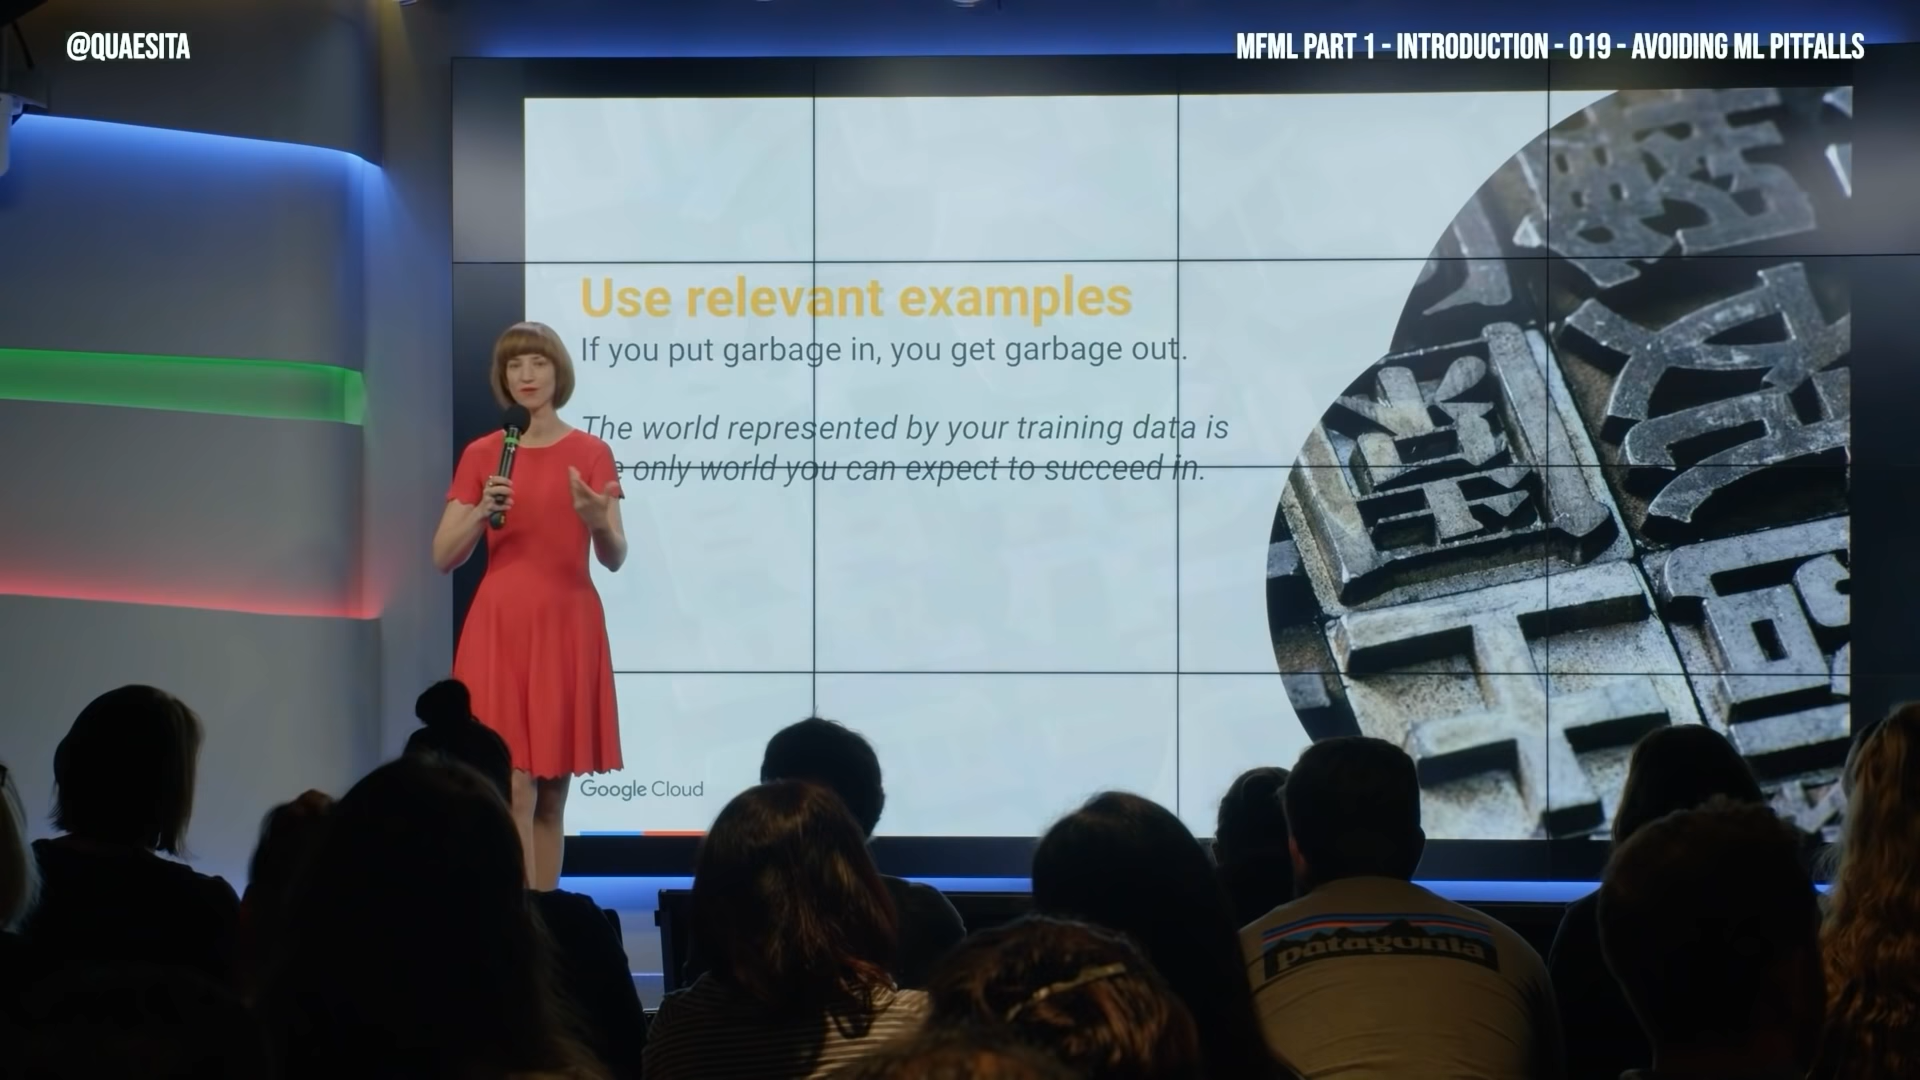 @QUAESITA
MFML PART 1 - INTRODUCTION - 019 - AVOIDING ML PITFALLS
Use relevant examples
If you put garbage in, you get garbage out.
The world represented by your training data is
only world you can expect to succeed in.
Google Cloud
patagonia